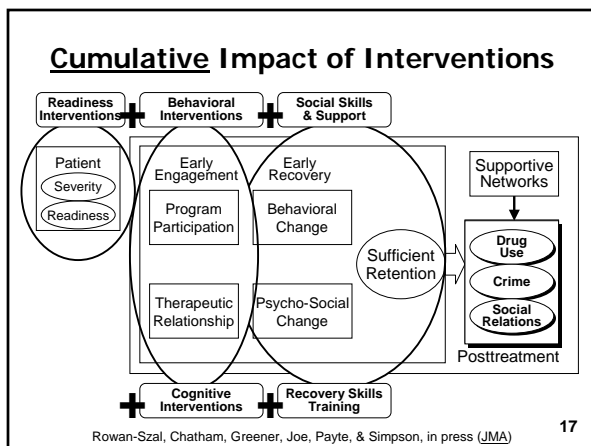 Cumulative Impact of Interventions
Readiness
Interventions
+
Behavioral
Interventions
+
Social Skills
& Support
Patient
Severity
Readiness
Early
Engagement
Program
Participation
Therapeutic
Relationship
Early
Recovery
Behavioral
Change
Psycho-Social
Change
Sufficient
Retention
Supportive
Networks
Drug
Use
Crime
Social
Relations
Posttreatment
+
Cognitive
Interventions
+
Recovery Skills
Training
Rowan-Szal, Chatham, Greener, Joe, Payte, & Simpson, in press (JMA)
17